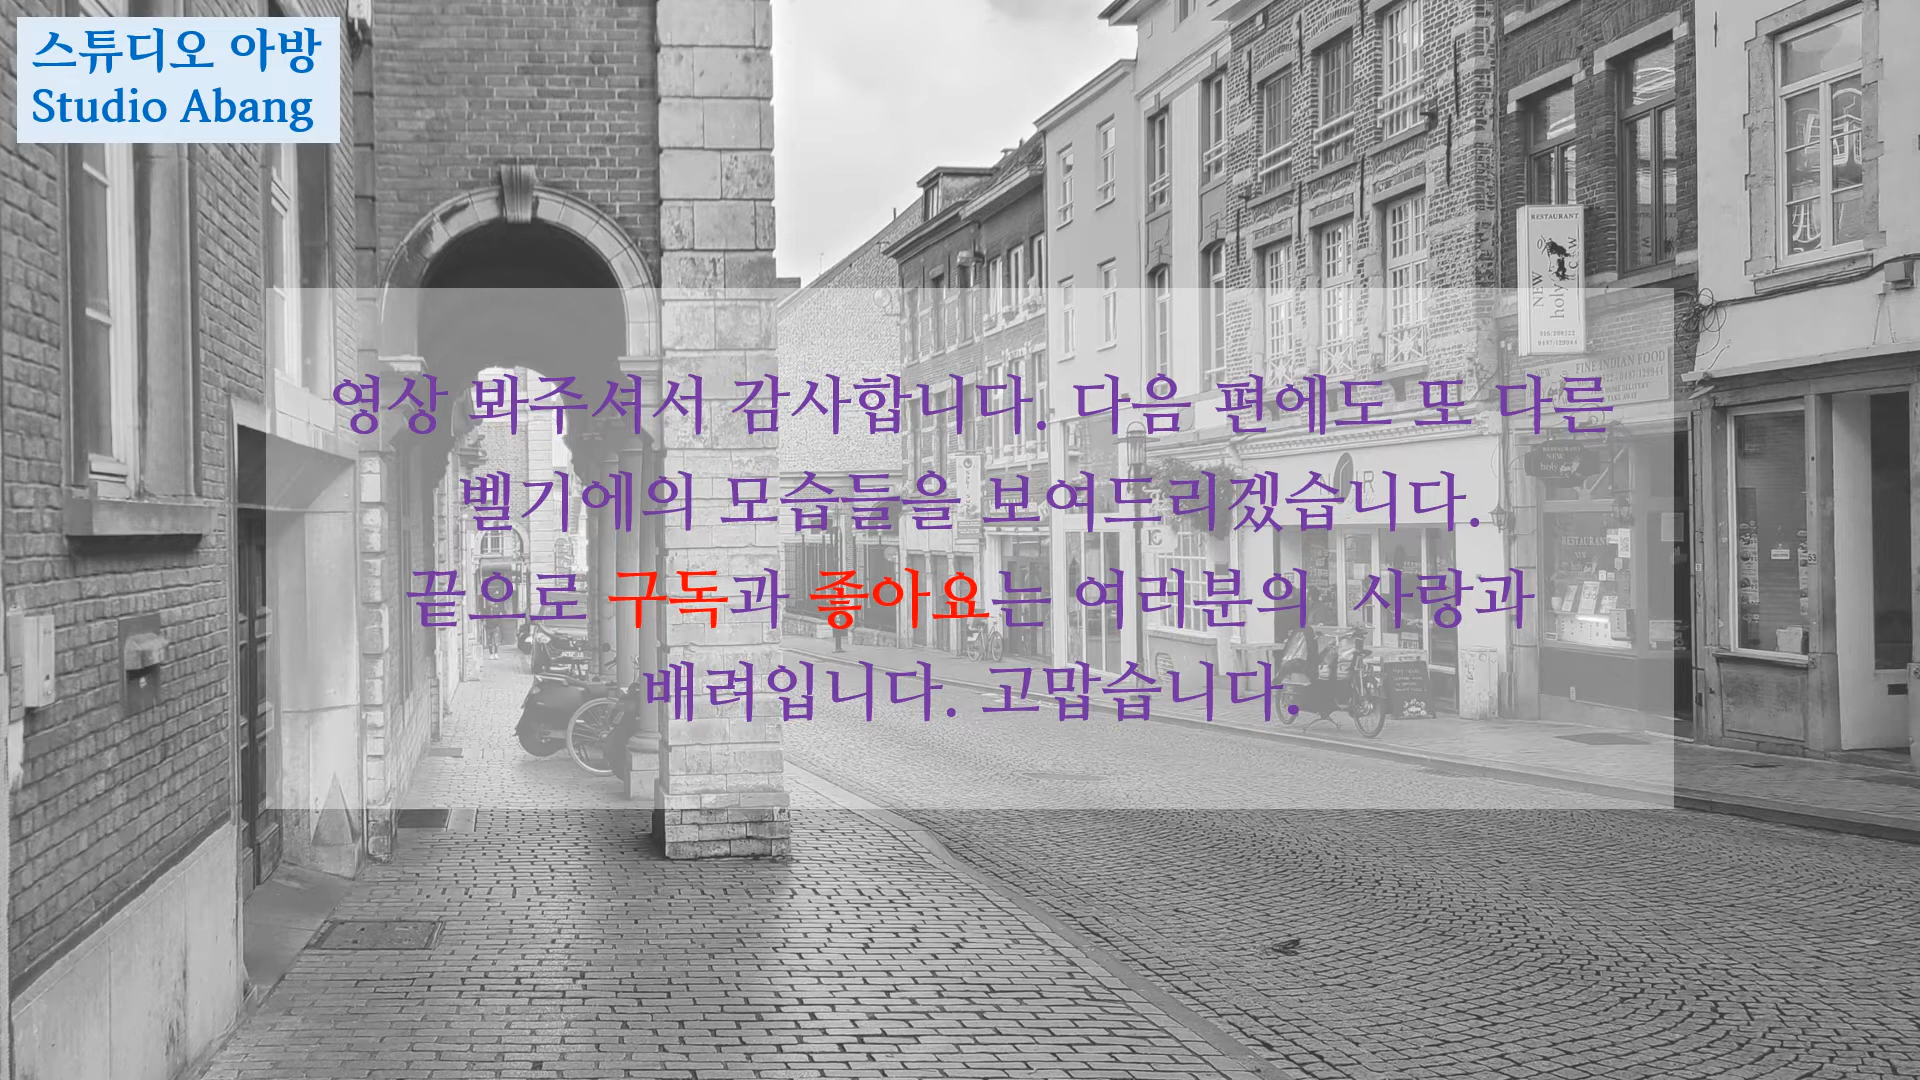 스튜디오 아방
Studio Abang
영상 봐주셔서 감사합니다. 다음 편에도 또 다른
벨기에의 모습들을 보여드리겠습니다.
끝으로 구독과 좋아요는 여러분의 사랑과
배려입니다. 고맙습니다.
RESTAURANT
NEW
holy cow
FINE INDIAN FOOD
RESTAURANT
NEW
53